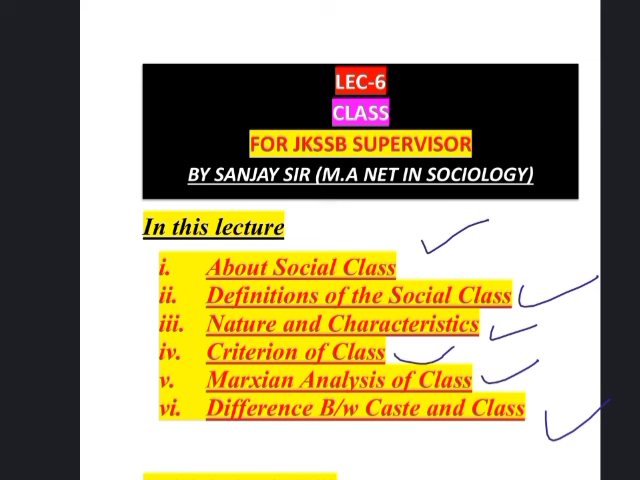 LEC-6
CLASS
FOR JKSSB SUPERVISOR
BY SANJAY SIR (M.A NET IN SOCIOLOGY)
In this lecture
i. About Social Class
ii. Definitions of the Social Class
iii. Nature and Characteristics
iv. Criterion of Class
v. Marxian Analysis of Class
vi. Difference B/w Caste and Class